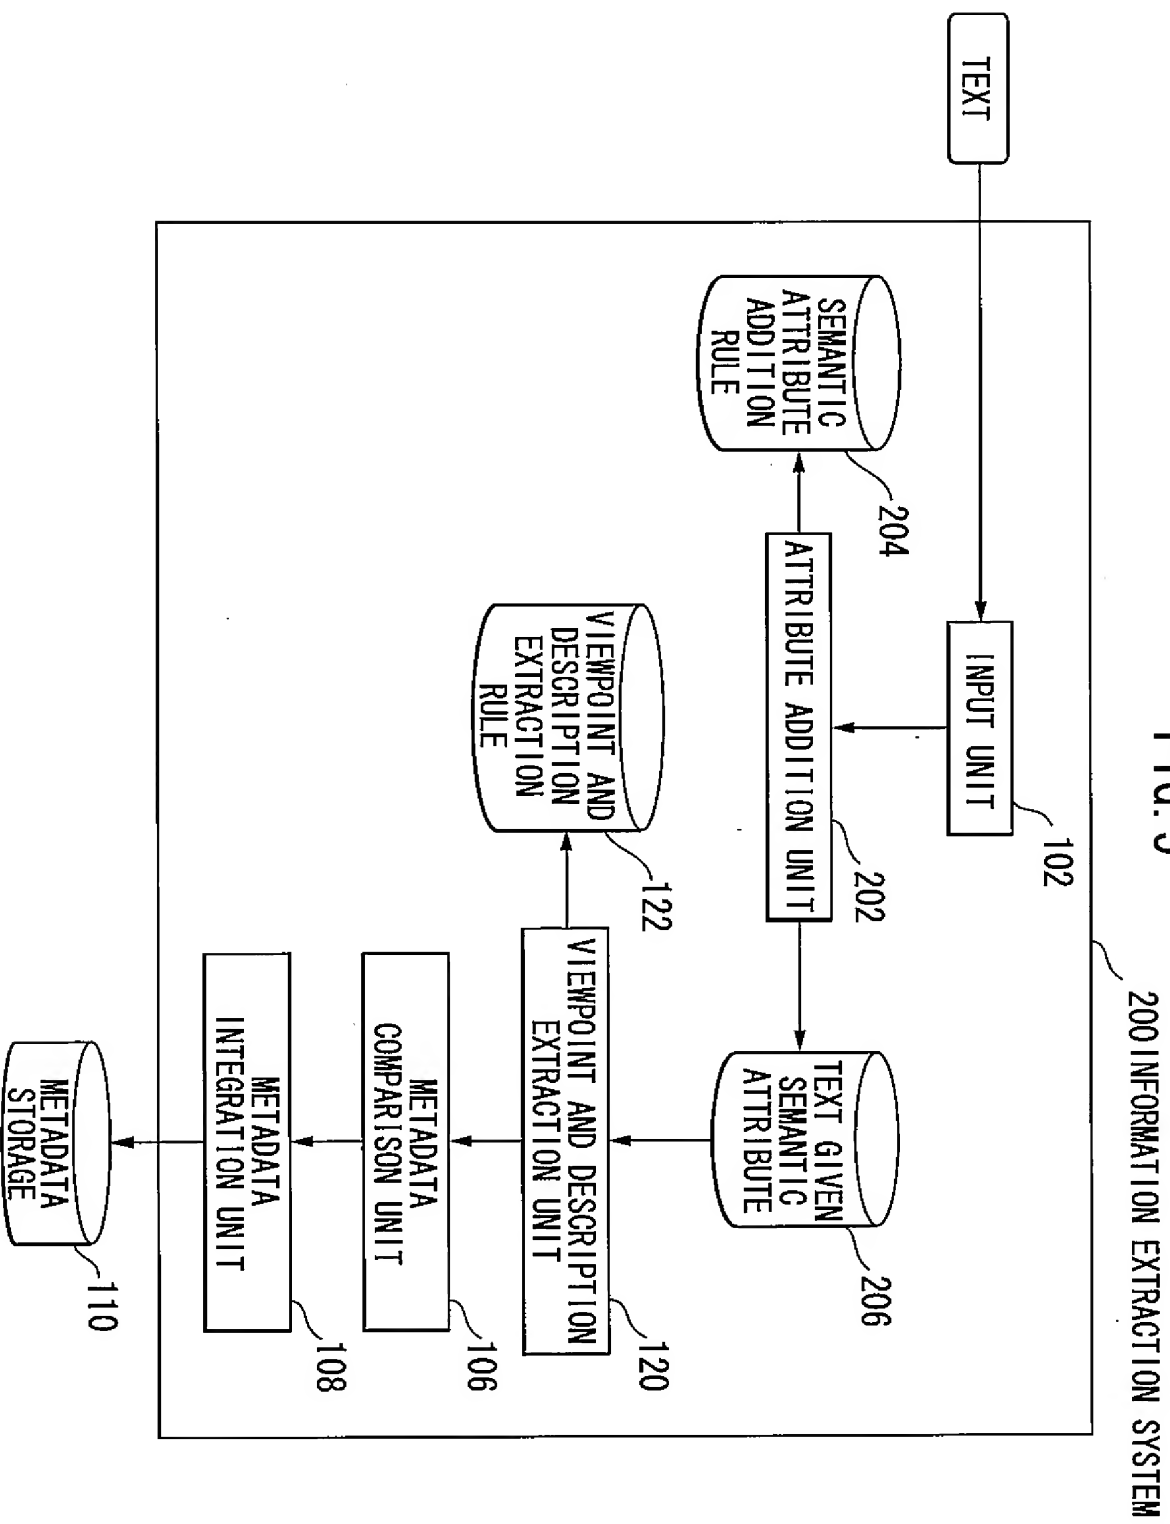 200 INFORMATION EXTRACTION SYSTEM
TEXT
INPUT UNIT
102
SEMANTIC
ATTRIBUTE
ADDITION
RULE
204
ATTRIBUTE ADDITION UNIT
202
TEXT GIVEN
SEMANTIC
ATTRIBUTE
206
VIEWPOINT AND
DESCRIPTION
EXTRACTION
RULE
122
VIEWPOINT AND DESCRIPTION
EXTRACTION UNIT
120
METADATA
COMPARISON UNIT
106
METADATA
INTEGRATION UNIT
108
METADATA
STORAGE
110